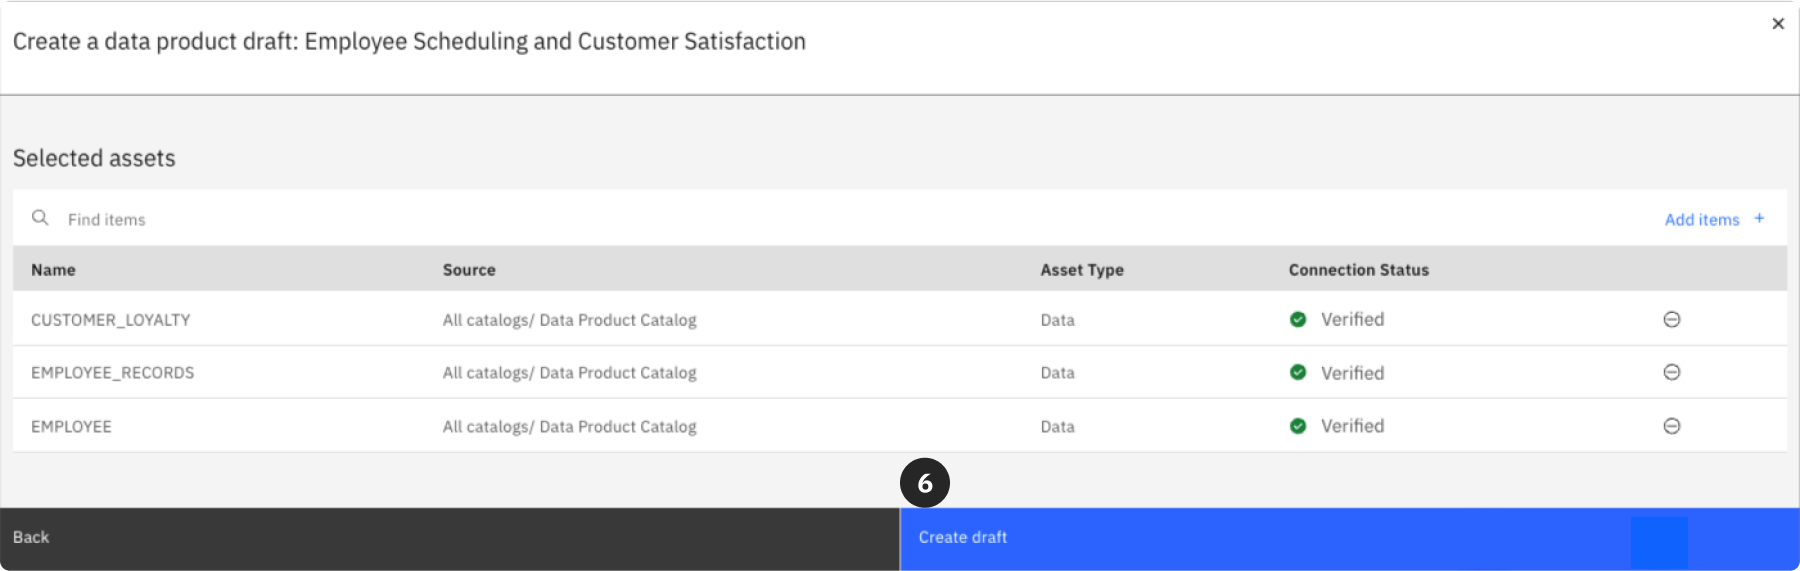 Create a data product draft: Employee Scheduling and Customer Satisfaction
Selected assets
Find items Add items +
Name Source Asset Type Connection Status
CUSTOMER_LOYALTY All catalogs/ Data Product Catalog Data Verified
EMPLOYEE_RECORDS All catalogs/ Data Product Catalog Data Verified
EMPLOYEE All catalogs/ Data Product Catalog Data Verified
6
Back Create draft